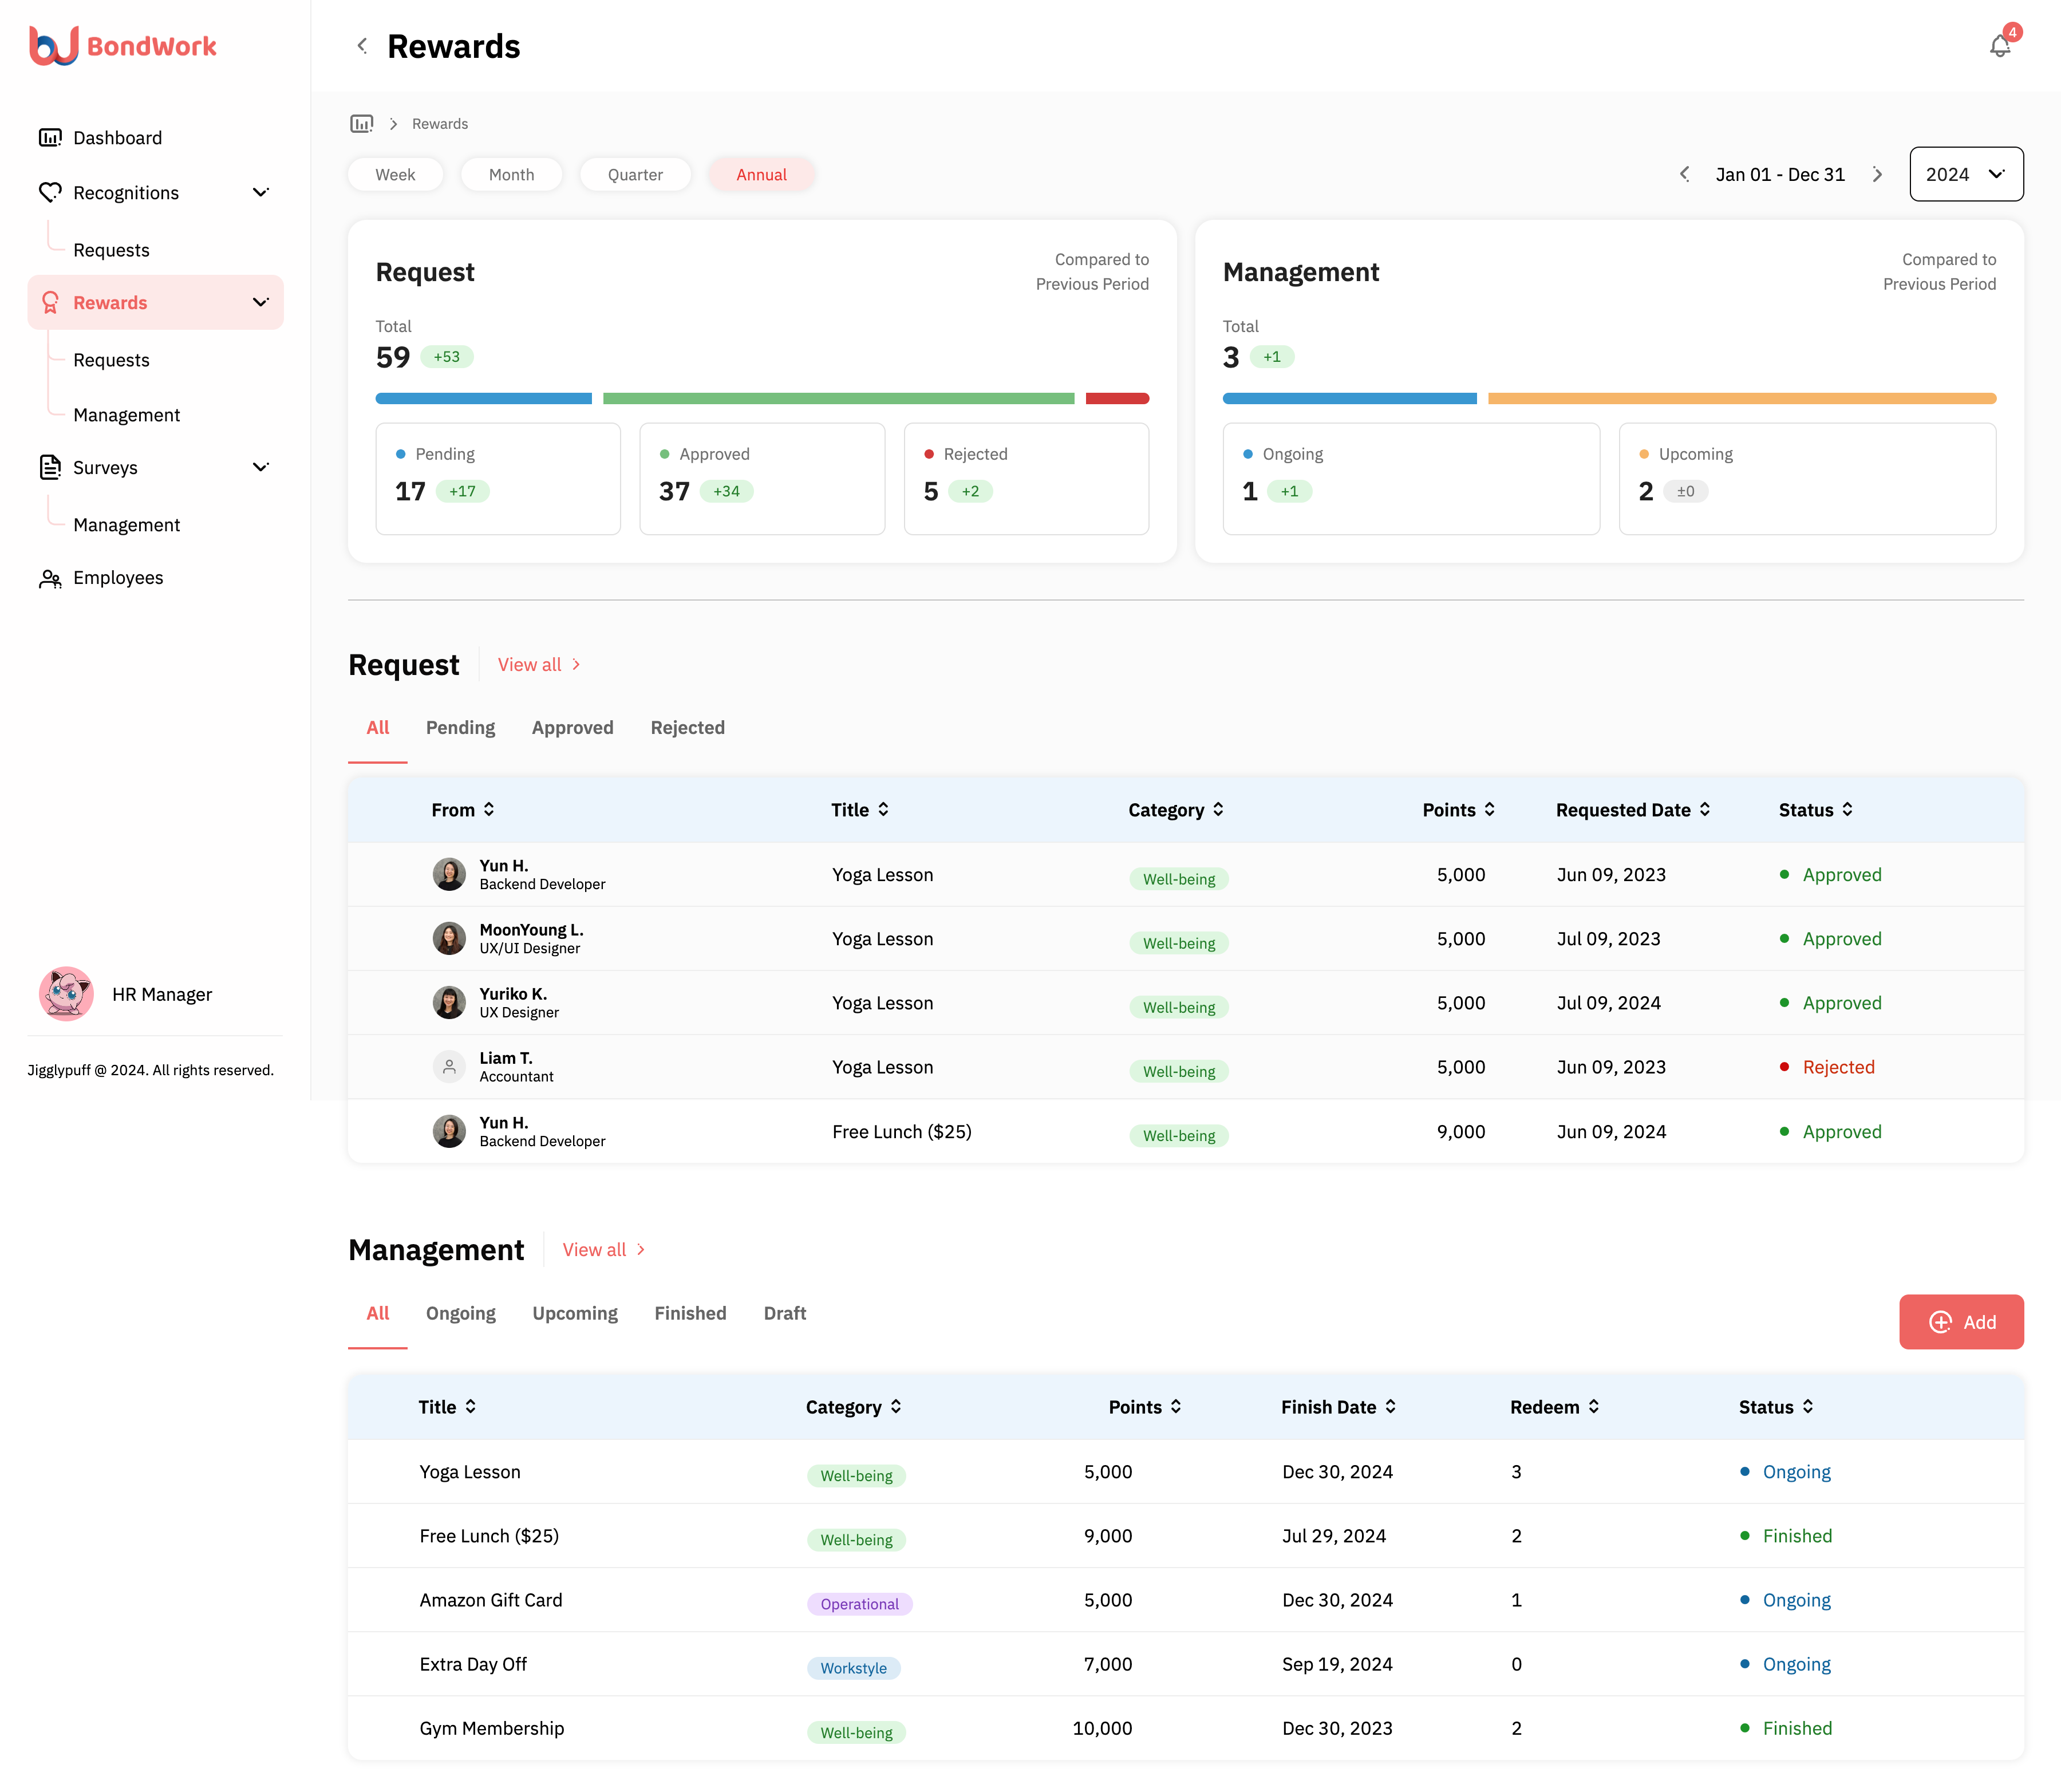 BondWork
Rewards
4
Dashboard
Recognitions
Requests
Rewards
Requests
Management
Surveys
Management
Employees
HR Manager
Jigglypuff @ 2024. All rights reserved.
Rewards
Week Month Quarter Annual
Jan 01 - Dec 31
2024
Request
Compared to
Previous Period
Total
59 +53
Pending
17 +17
Approved
37 +34
Rejected
5 +2
Management
Compared to
Previous Period
Total
3 +1
Ongoing
1 +1
Upcoming
2 ±0
Request View all
All Pending Approved Rejected
From Title Category Points Requested Date Status
Yun H.
Backend Developer
Yoga Lesson Well-being 5,000 Jun 09, 2023 Approved
MoonYoung L.
UX/UI Designer
Yoga Lesson Well-being 5,000 Jul 09, 2023 Approved
Yuriko K.
UX Designer
Yoga Lesson Well-being 5,000 Jul 09, 2024 Approved
Liam T.
Accountant
Yoga Lesson Well-being 5,000 Jun 09, 2023 Rejected
Yun H.
Backend Developer
Free Lunch ($25) Well-being 9,000 Jun 09, 2024 Approved
Management View all
All Ongoing Upcoming Finished Draft
Add
Title Category Points Finish Date Redeem Status
Yoga Lesson Well-being 5,000 Dec 30, 2024 3 Ongoing
Free Lunch ($25) Well-being 9,000 Jul 29, 2024 2 Finished
Amazon Gift Card Operational 5,000 Dec 30, 2024 1 Ongoing
Extra Day Off Workstyle 7,000 Sep 19, 2024 0 Ongoing
Gym Membership Well-being 10,000 Dec 30, 2023 2 Finished